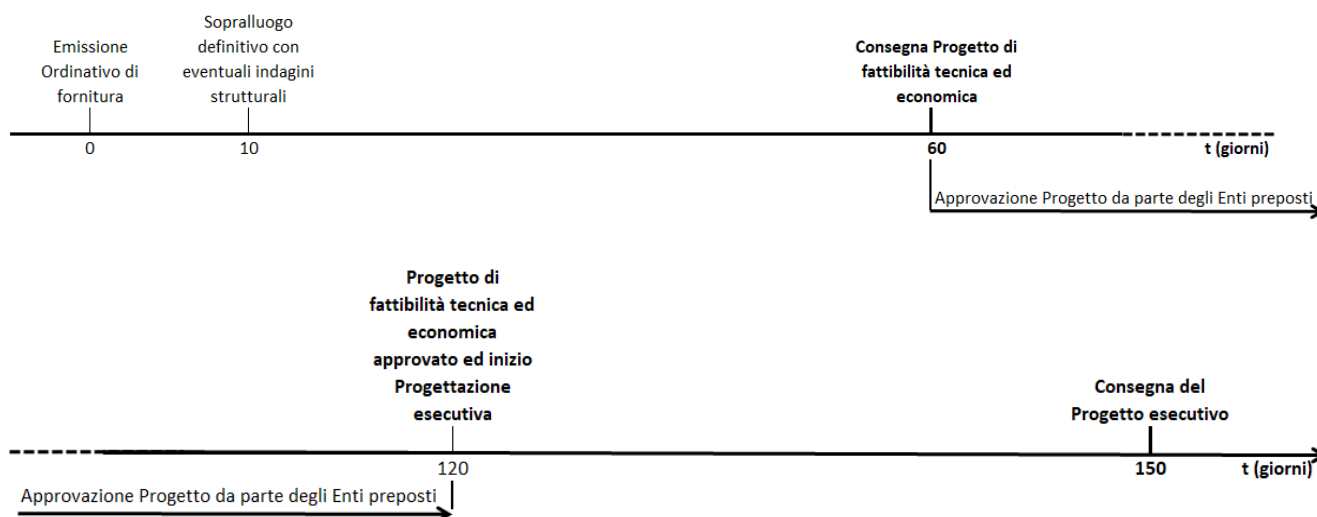 Emissione
Ordinativo di
fornitura
Sopralluogo
definitivo con
eventuali indagini
strutturali
Consegna Progetto di
fattibilità tecnica ed
economica
0
10
60
t (giorni)
Approvazione Progetto da parte degli Enti preposti
Progetto di
fattibilità tecnica ed
economica
approvato ed inizio
Progettazione
esecutiva
Consegna del
Progetto esecutivo
120
150
t (giorni)
Approvazione Progetto da parte degli Enti preposti